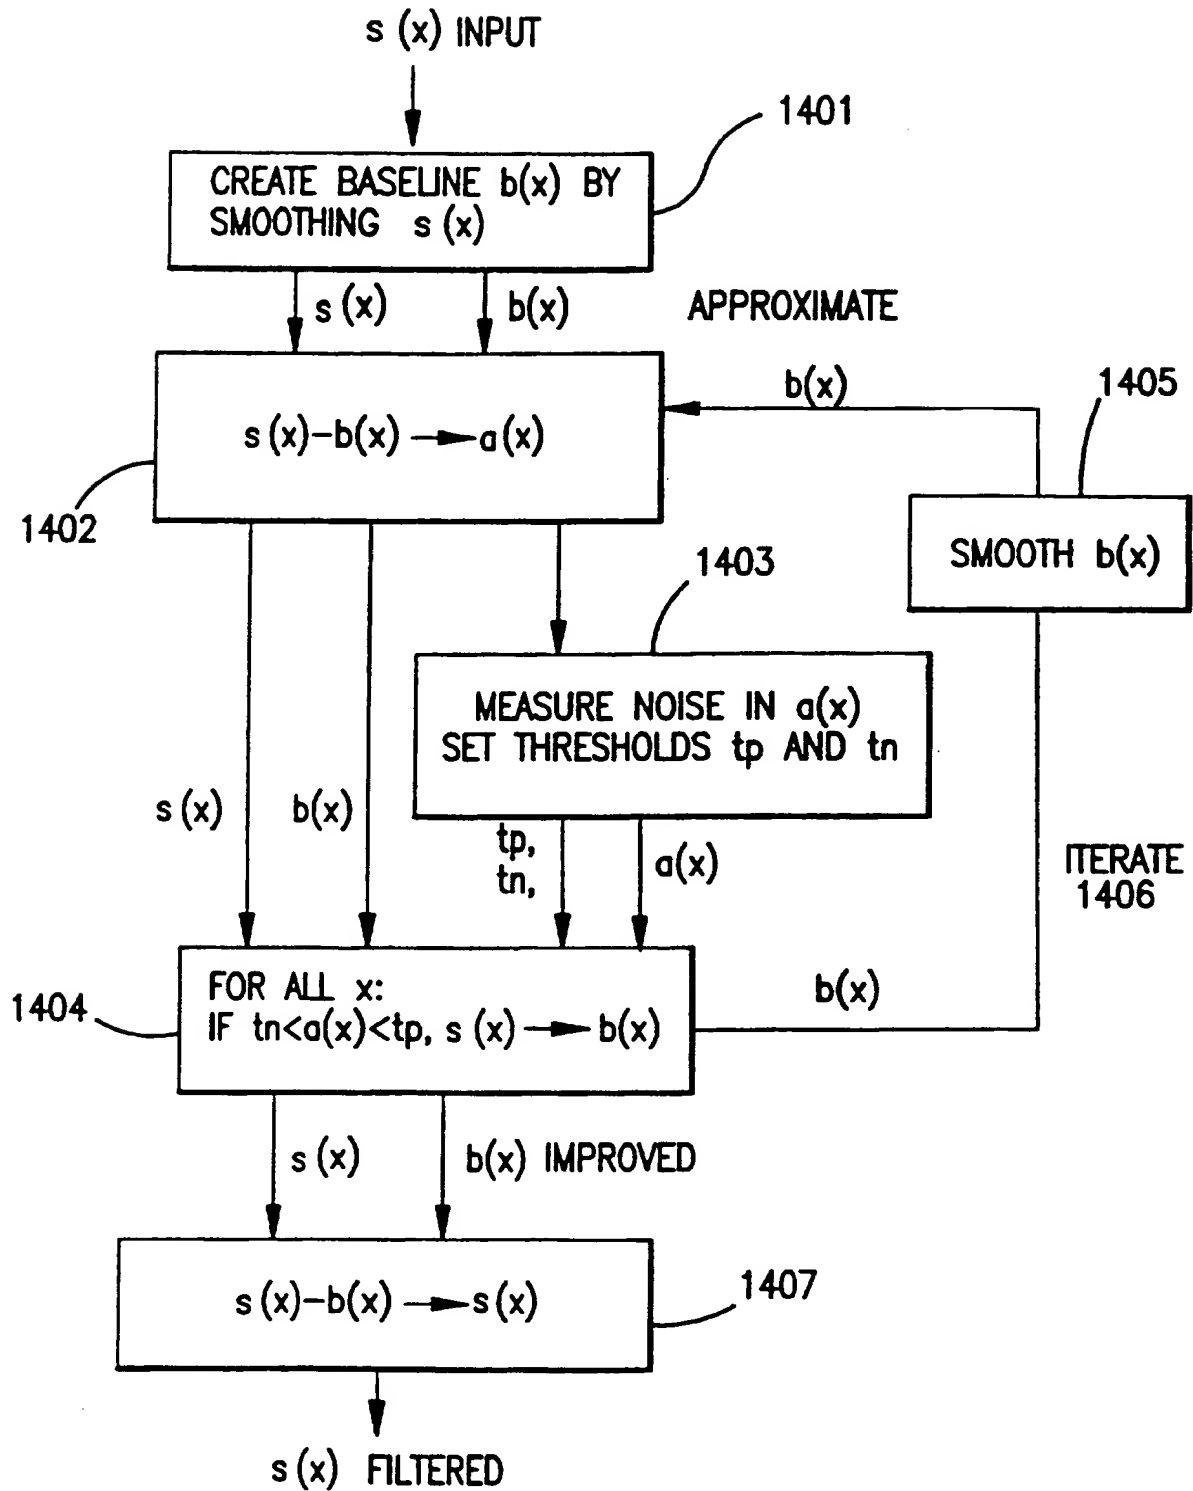 s(x) INPUT
1401
CREATE BASELINE b(x) BY
SMOOTHING s(x)
s(x)
b(x)
APPROXIMATE
b(x)
1405
s(x)-b(x)→a(x)
1402
SMOOTH b(x)
1403
MEASURE NOISE IN a(x)
SET THRESHOLDS tp AND tn
s(x)
b(x)
tp,
tn,
a(x)
ITERATE
1406
b(x)
1404
FOR ALL x:
IF tn<a(x)<tp, s(x)→b(x)
s(x)
b(x) IMPROVED
1407
s(x)-b(x)→s(x)
s(x) FILTERED